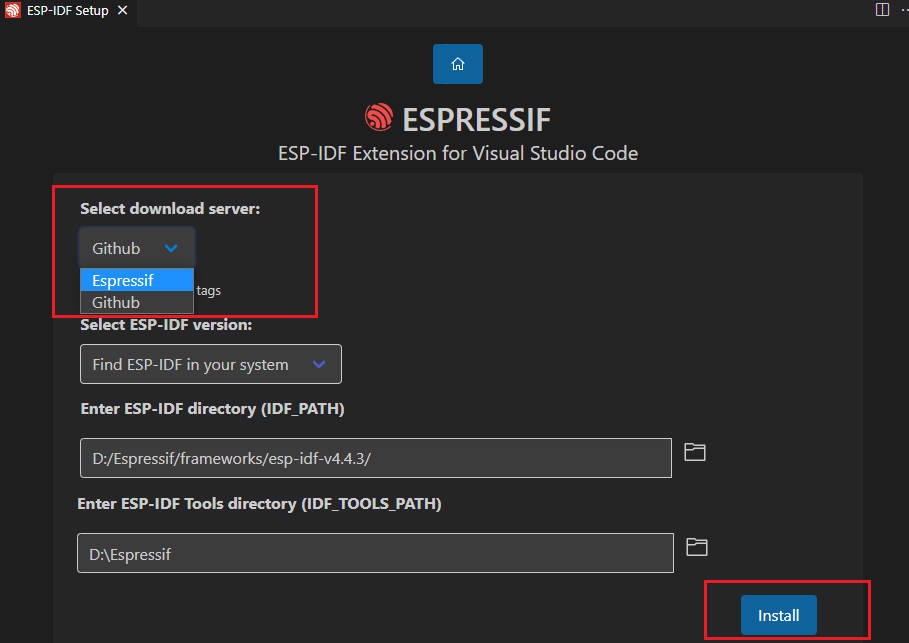 ESP-IDF Setup
ESPRESSIF
ESP-IDF Extension for Visual Studio Code
Select download server:
Github
Espressif
tags
Github
Select ESP-IDF version:
Find ESP-IDF in your system
Enter ESP-IDF directory (IDF_PATH)
D:/Espressif/frameworks/esp-idf-v4.4.3/
Enter ESP-IDF Tools directory (IDF_TOOLS_PATH)
D:\Espressif
Install